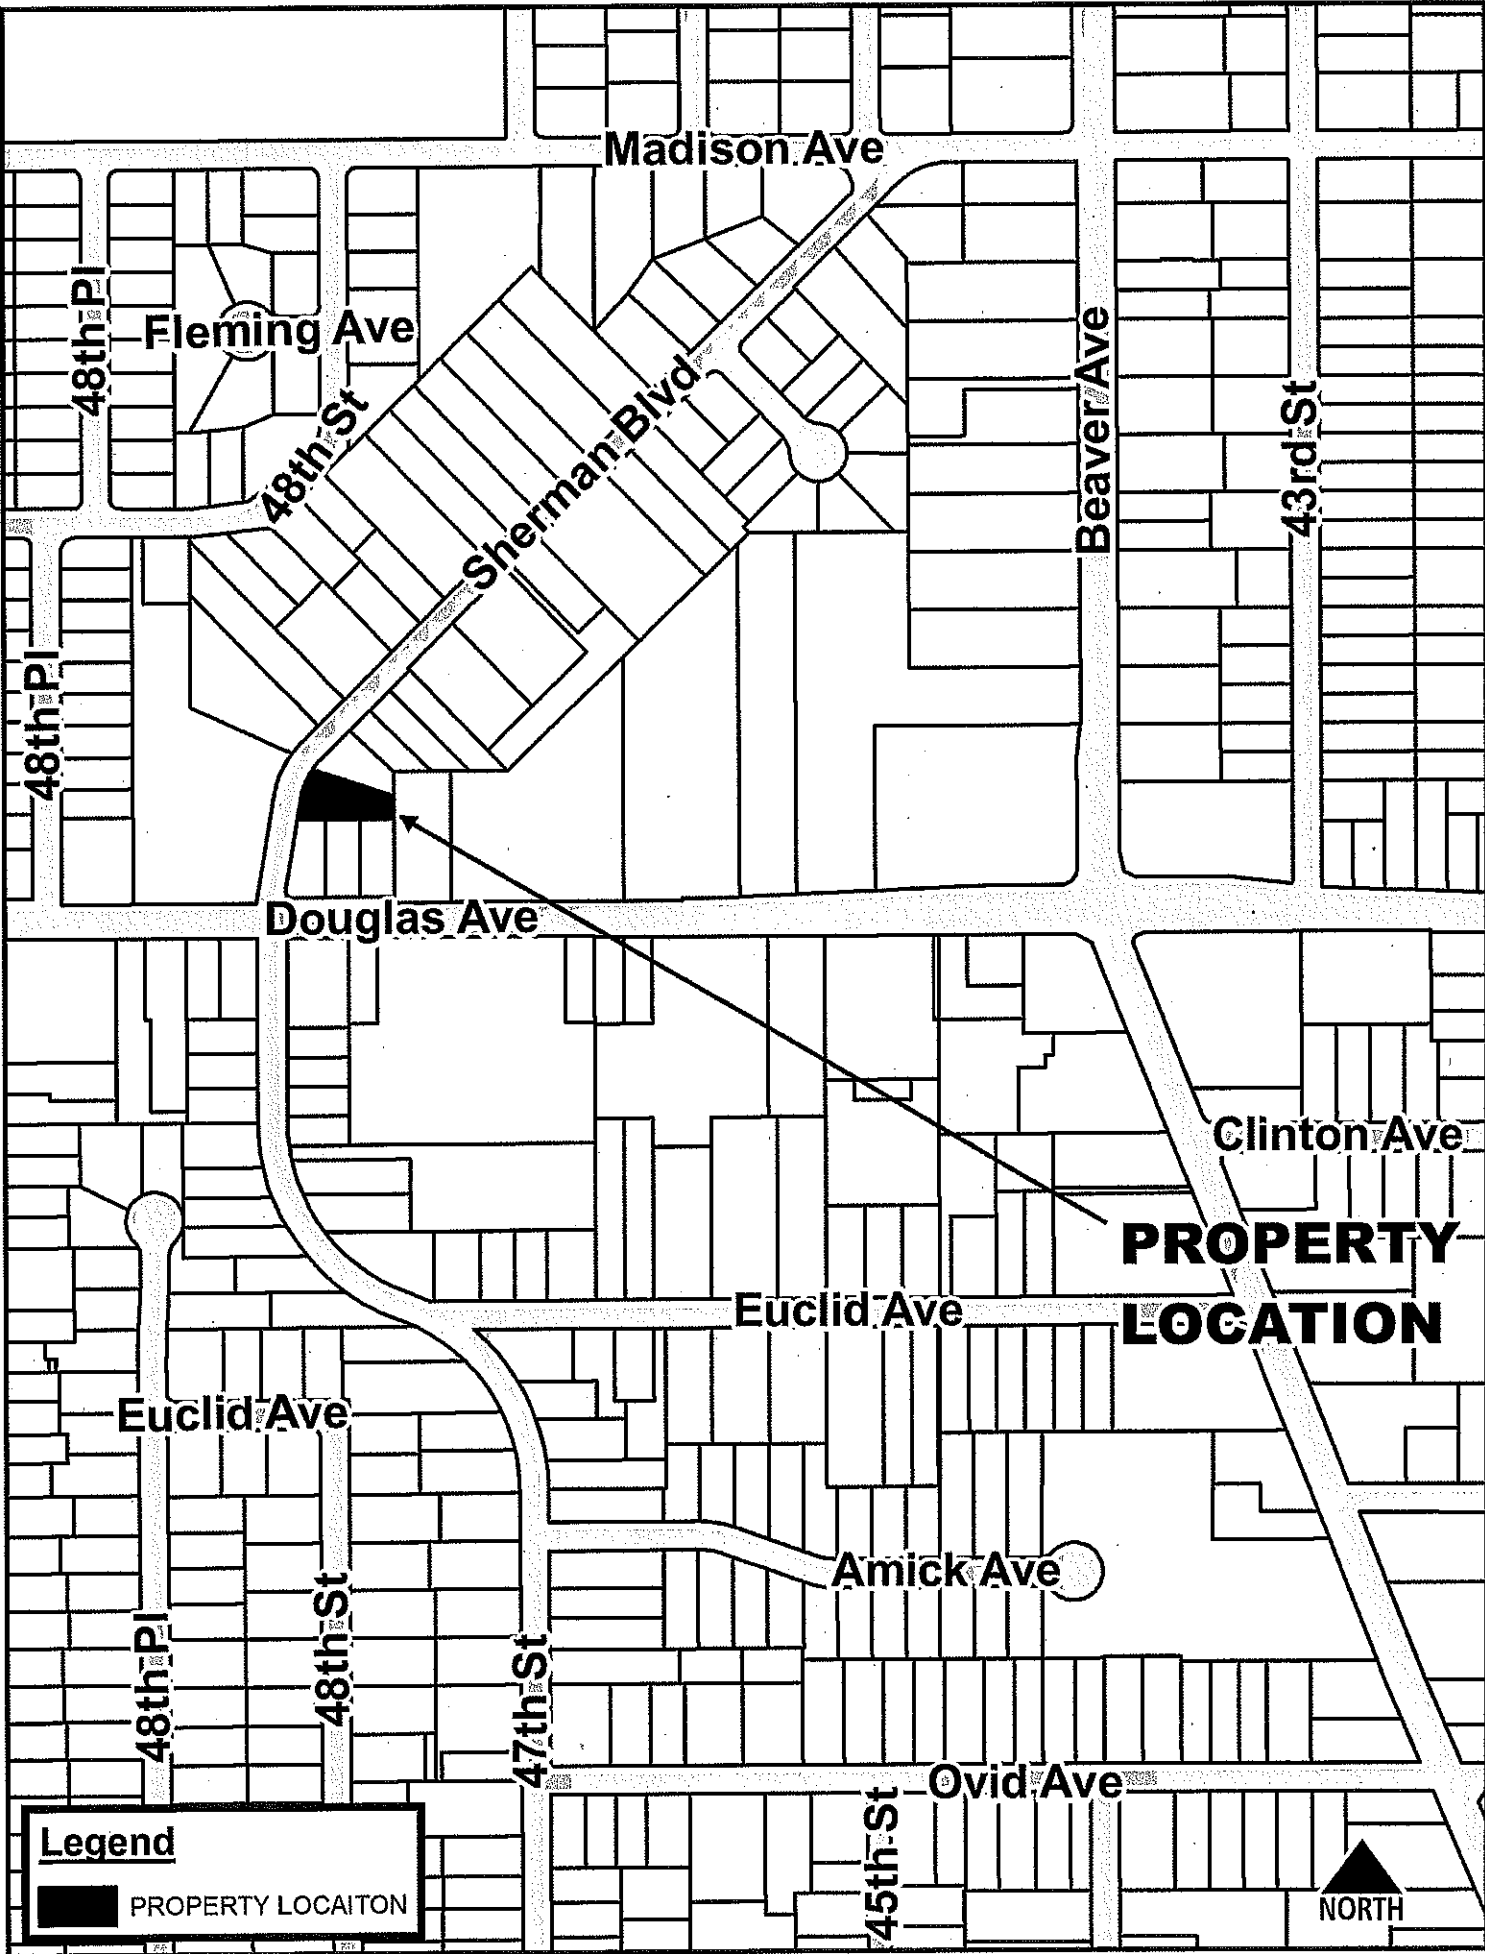 Madison Ave
48th Pl
Fleming Ave
48th St
Sherman Blvd
Beaver Ave
43rd St
48th Pl
Douglas Ave
Clinton Ave
PROPERTY
LOCATION
Euclid Ave
Euclid Ave
Amick Ave
48th Pl
48th St
47th St
Ovid Ave
45th St
Legend
PROPERTY LOCAITON
NORTH